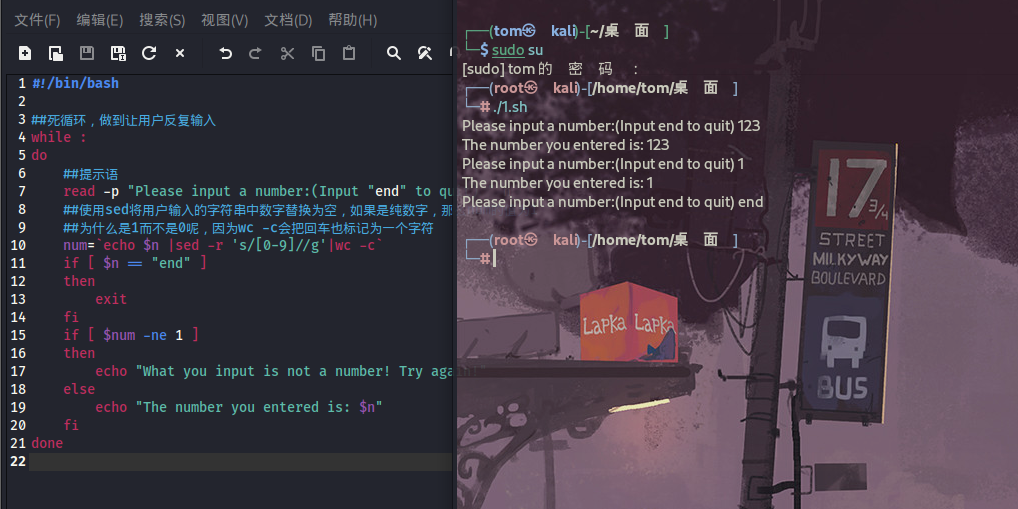 文件(F) 编辑(E) 搜索(S) 视图(V) 文档(D) 帮助(H)
1 #!/bin/bash
2
3 ##死循环，做到让用户反复输入
4 while :
5 do
6 ##提示语
7 read -p "Please input a number:(Input "end" to qu
8 ##使用sed将用户输入的字符串中数字替换为空，如果是纯数字，那
9 ##为什么是1而不是0呢，因为wc -c会把回车也标记为一个字符
10 num=`echo $n |sed -r 's/[0-9]//g'|wc -c`
11 if [ $n == "end" ]
12 then
13 exit
14 fi
15 if [ $num -ne 1 ]
16 then
17 echo "What you input is not a number! Try aga
18 else
19 echo "The number you entered is: $n"
20 fi
21 done
22
┌──(tom㉿kali)-[~/桌面]
└─$ sudo su
[sudo] tom 的密码：
┌──(root㉿kali)-[/home/tom/桌面]
└─# ./1.sh
Please input a number:(Input end to quit) 123
The number you entered is: 123
Please input a number:(Input end to quit) 1
The number you entered is: 1
Please input a number:(Input end to quit) end
┌──(root㉿kali)-[/home/tom/桌面]
└─#
17 3/4
STREET
MILKYWAY
BOULEVARD
BUS
LAPKA LAPKA